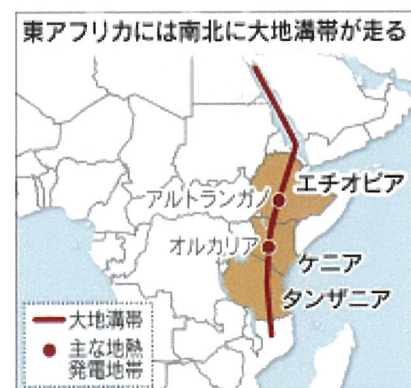 東アフリカには南北に大地溝帯が走る
エチオピア
アルトランガノ
オルカリア
ケニア
タンザニア
大地溝帯
主な地熱
発電地帯